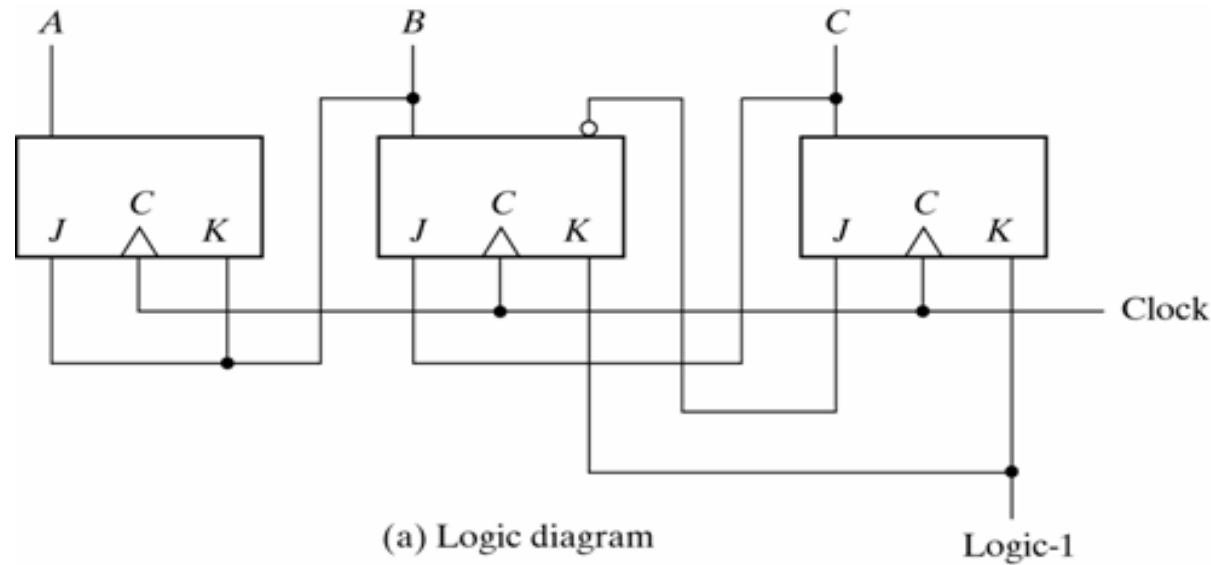 A B C
C C C
J K J K J K
Clock
(a) Logic diagram
Logic-1